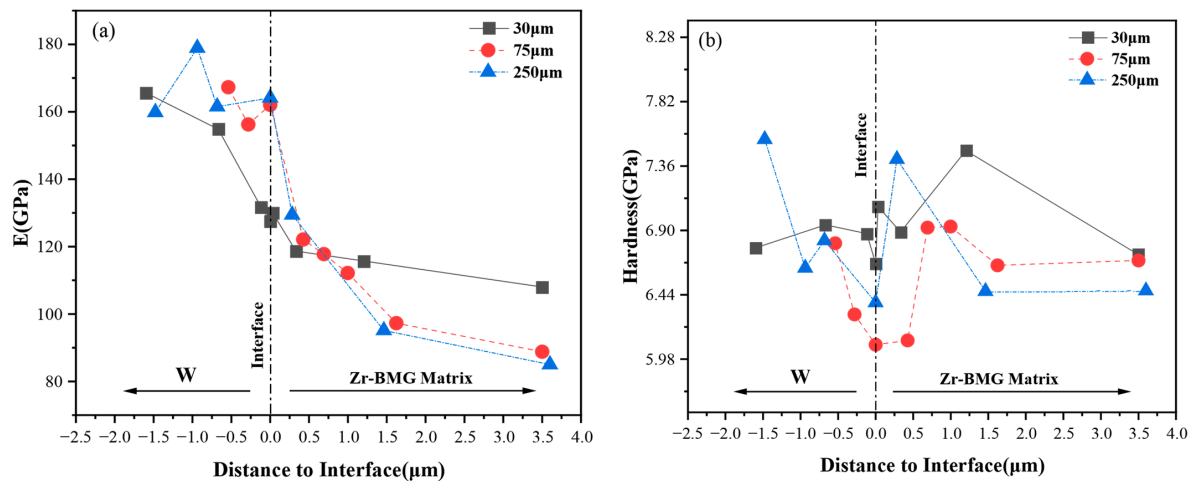 (a)
30μm
75μm
250μm
180
160
140
120
100
80
E(GPa)
Interface
W
Zr-BMG Matrix
−2.5 −2.0 −1.5 −1.0 −0.5 0.0 0.5 1.0 1.5 2.0 2.5 3.0 3.5 4.0
Distance to Interface(μm)
(b)
30μm
75μm
250μm
8.28
7.82
7.36
6.90
6.44
5.98
Hardness(GPa)
Interface
W
Zr-BMG Matrix
−2.5 −2.0 −1.5 −1.0 −0.5 0.0 0.5 1.0 1.5 2.0 2.5 3.0 3.5 4.0
Distance to Interface(μm)